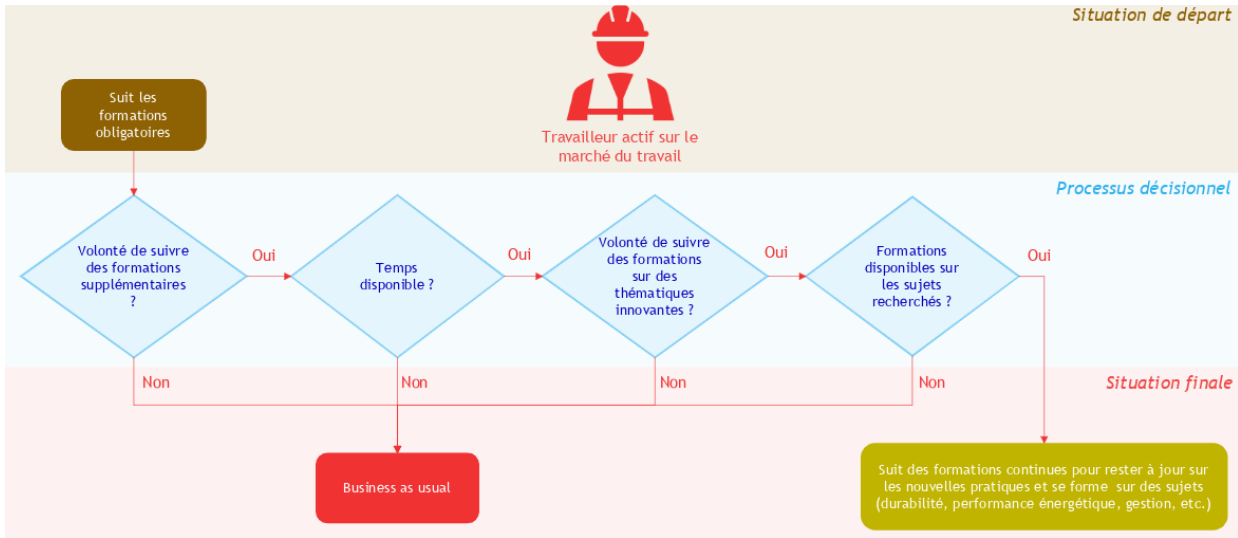 Situation de départ
Suit les
formations
obligatoires
Travailleur actif sur le
marché du travail
Processus décisionnel
Volonté de suivre
des formations
supplémentaires
?
Oui
Temps
disponible ?
Oui
Volonté de suivre
des formations
sur des
thématiques
innovantes ?
Oui
Formations
disponibles sur
les sujets
recherchés ?
Oui
Non
Non
Non
Non
Situation finale
Business as usual
Suit des formations continues pour rester à jour sur
les nouvelles pratiques et se forme sur des sujets
(durabilité, performance énergétique, gestion, etc.)